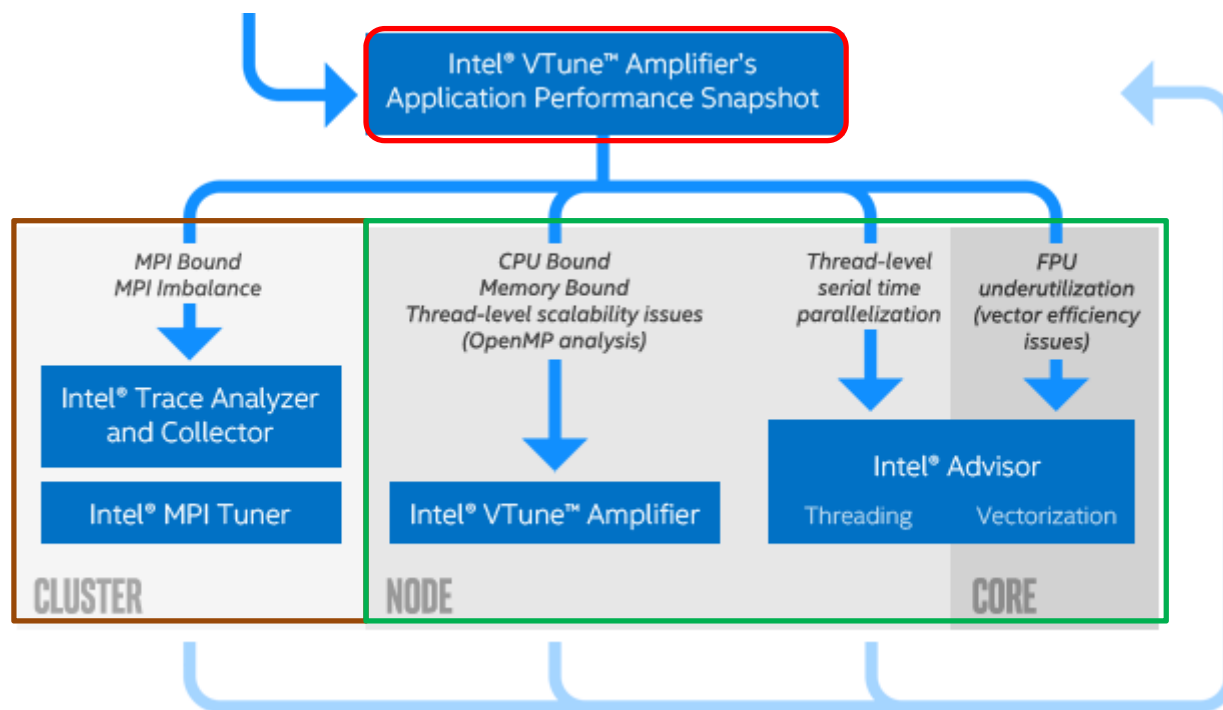 Intel® VTune™ Amplifier's
Application Performance Snapshot
MPI Bound
MPI Imbalance
CPU Bound
Memory Bound
Thread-level scalability issues
(OpenMP analysis)
Thread-level
serial time
parallelization
FPU
underutilization
(vector efficiency
issues)
Intel® Trace Analyzer
and Collector
Intel® MPI Tuner
Intel® VTune™ Amplifier
Intel® Advisor
Threading
Vectorization
CLUSTER
NODE
CORE